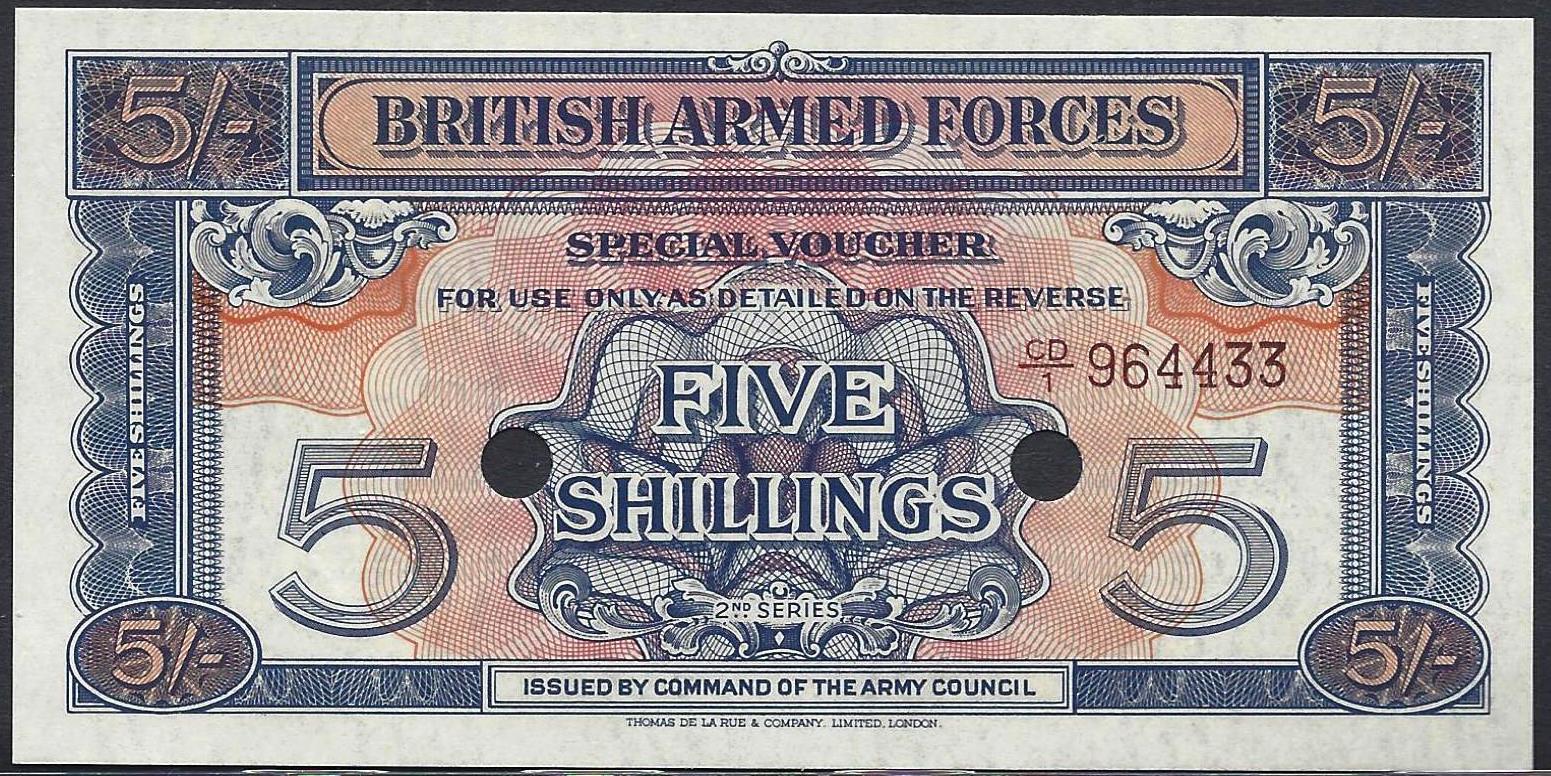 5/-
BRITISH ARMED FORCES
5/-
SPECIAL VOUCHER
FOR USE ONLY AS DETAILED ON THE REVERSE
CD/1 964433
FIVE SHILLINGS
FIVE SHILLINGS
FIVE
SHILLINGS
5
5
2ND SERIES
5/-
5/-
ISSUED BY COMMAND OF THE ARMY COUNCIL
THOMAS DE LA RUE & COMPANY. LIMITED, LONDON.